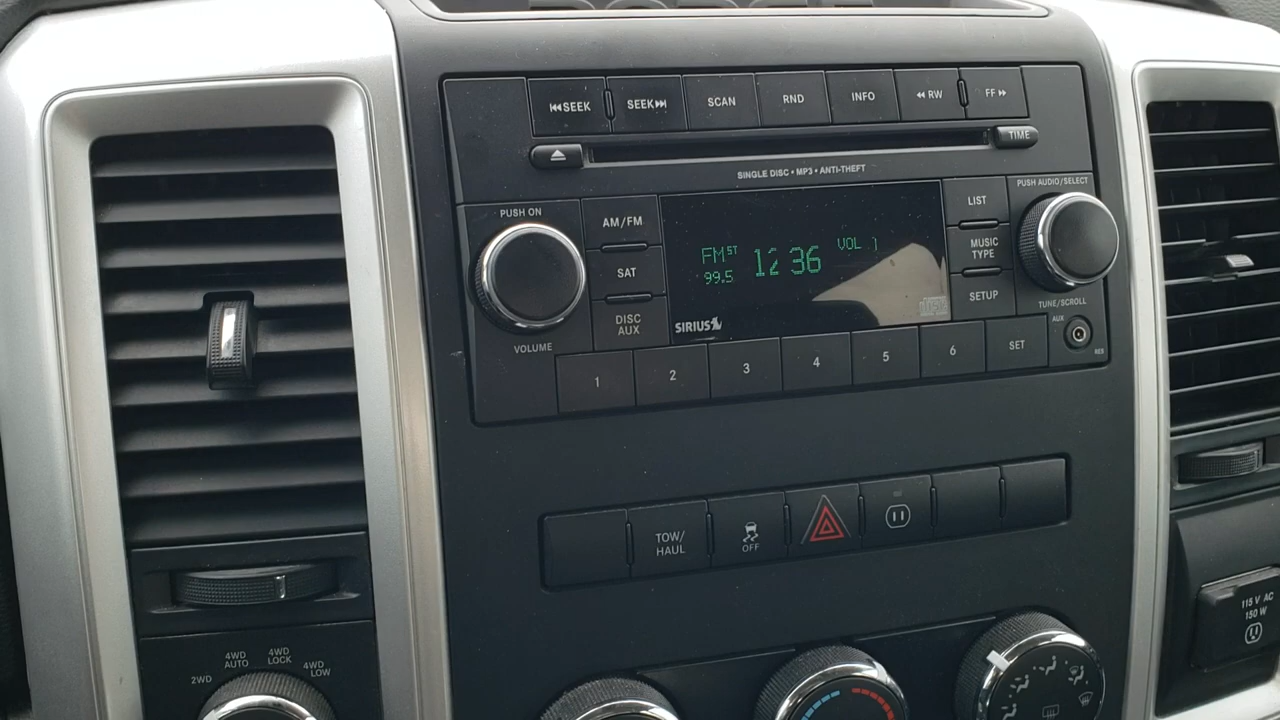 SEEK
SEEK
SCAN
RND
INFO
RW
FF
TIME
SINGLE DISC • MP3 • ANTI-THEFT
PUSH ON
AM/FM
SAT
DISC
AUX
VOLUME
FM ST
99.5
12 36
VOL 1
SIRIUS
LIST
MUSIC
TYPE
SETUP
PUSH AUDIO/SELECT
TUNE/SCROLL
AUX
1
2
3
4
5
6
SET
TOW/
HAUL
OFF
2WD
4WD
AUTO
4WD
LOCK
4WD
LOW
115 V AC
150 W